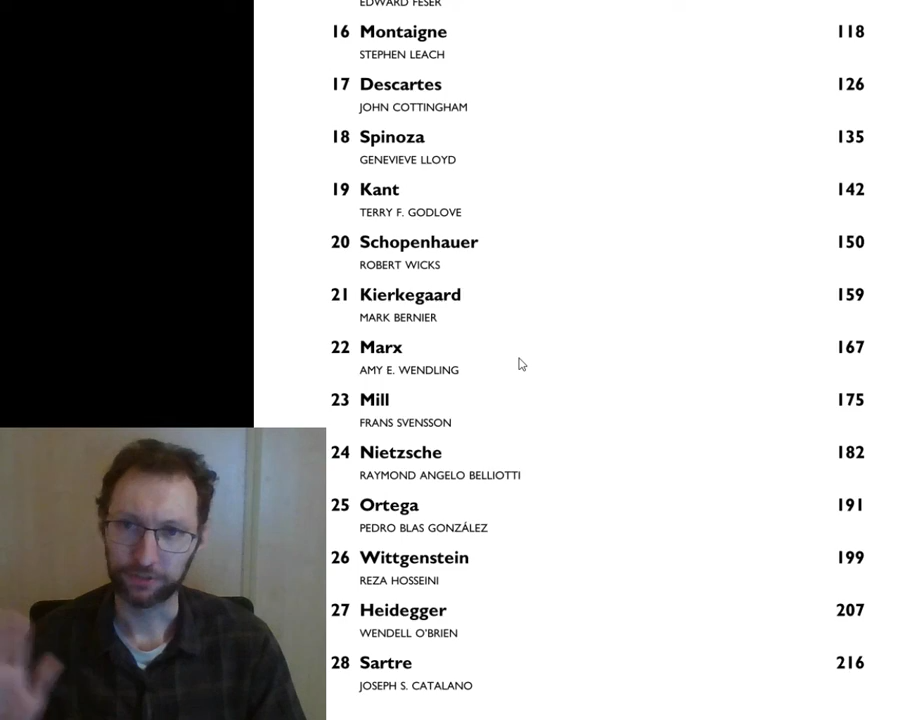 EDWARD FESER
16 Montaigne 118
STEPHEN LEACH
17 Descartes 126
JOHN COTTINGHAM
18 Spinoza 135
GENEVIEVE LLOYD
19 Kant 142
TERRY F. GODLOVE
20 Schopenhauer 150
ROBERT WICKS
21 Kierkegaard 159
MARK BERNIER
22 Marx 167
AMY E. WENDLING
23 Mill 175
FRANS SVENSSON
24 Nietzsche 182
RAYMOND ANGELO BELLIOTTI
25 Ortega 191
PEDRO BLAS GONZÁLEZ
26 Wittgenstein 199
REZA HOSSEINI
27 Heidegger 207
WENDELL O'BRIEN
28 Sartre 216
JOSEPH S. CATALANO